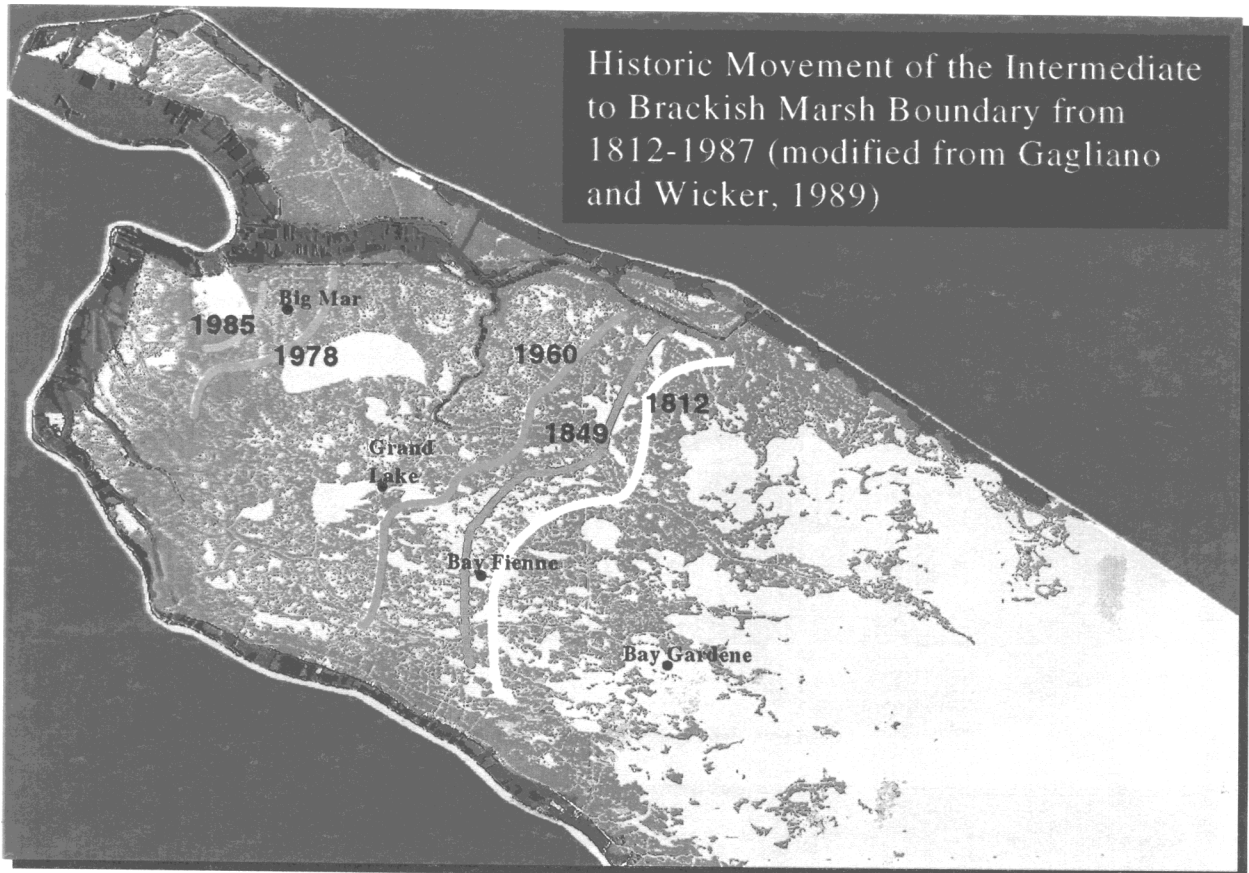 Historic Movement of the Intermediate
to Brackish Marsh Boundary from
1812-1987 (modified from Gagliano
and Wicker, 1989)
Big Mar
1985
1978
1960
1812
1849
Grand
Lake
Bay Fienne
Bay Gardene